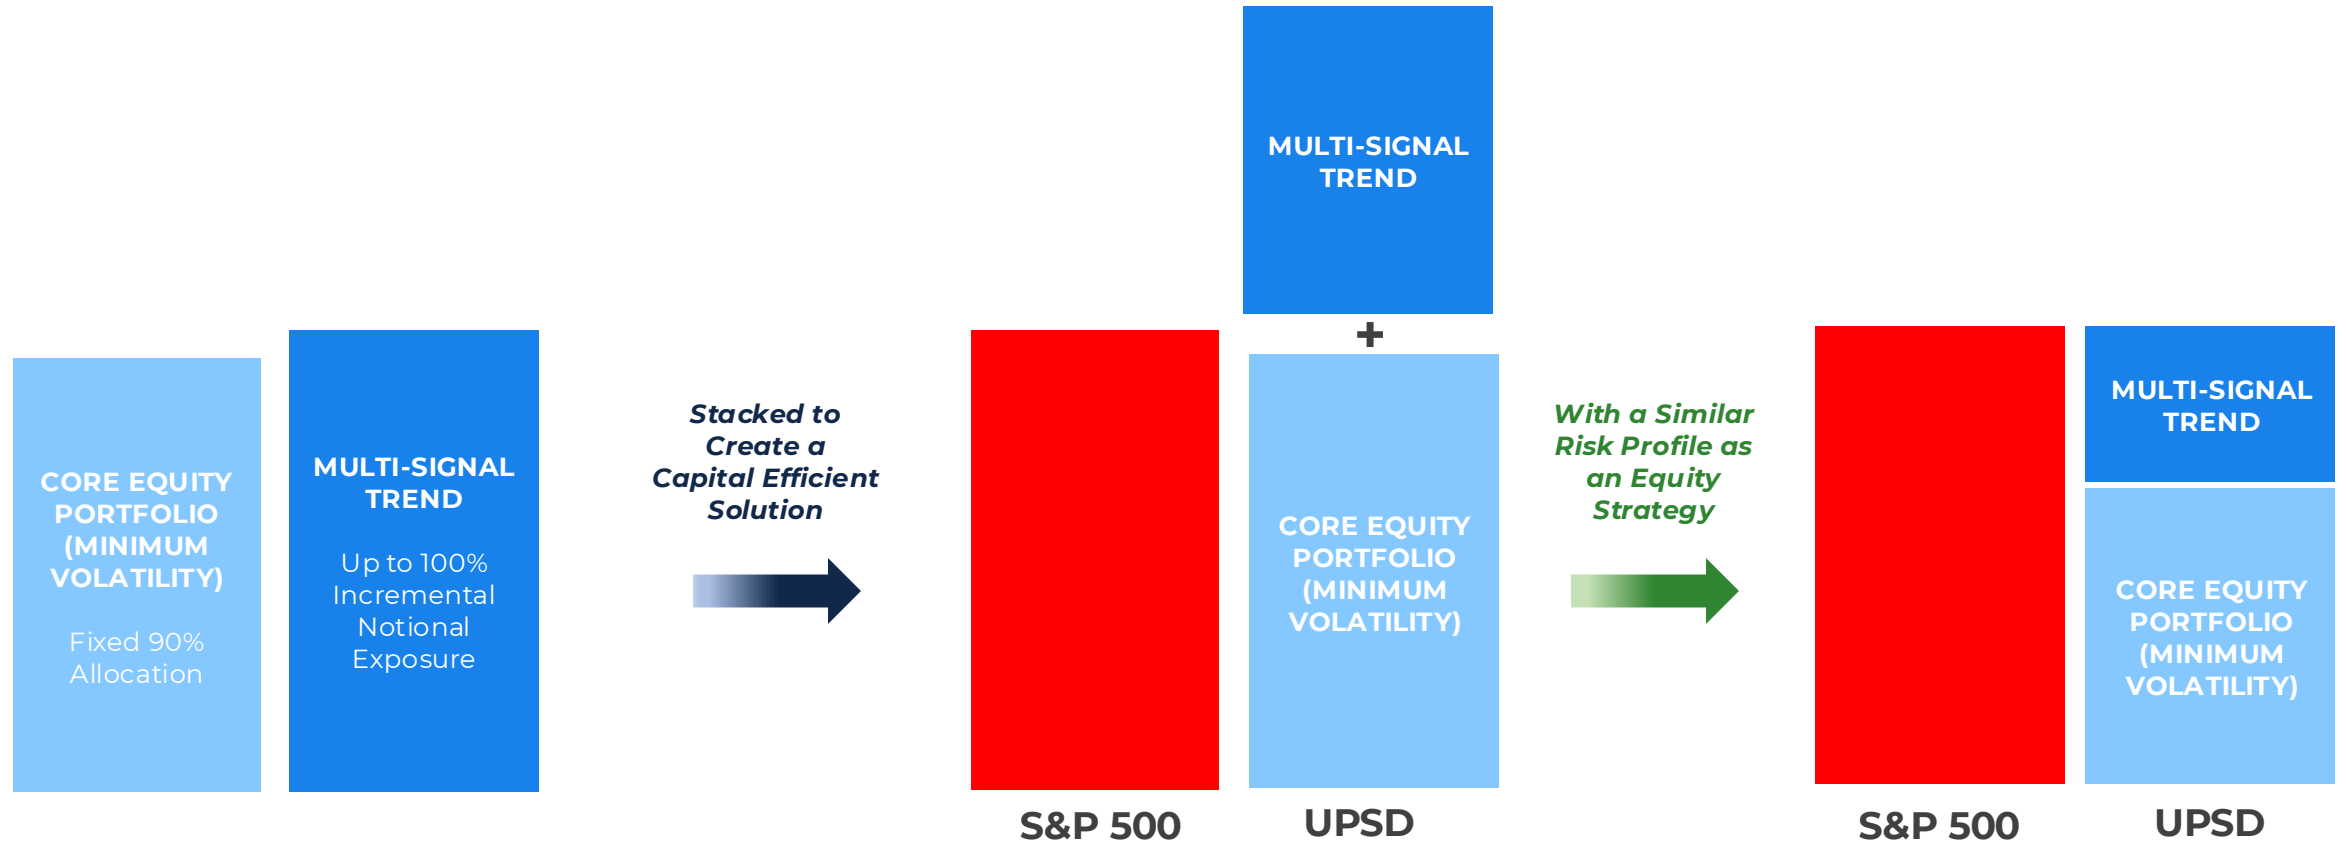 CORE EQUITY
PORTFOLIO
(MINIMUM
VOLATILITY)
Fixed 90%
Allocation
MULTI-SIGNAL
TREND
Up to 100%
Incremental
Notional
Exposure
Stacked to
Create a
Capital Efficient
Solution
MULTI-SIGNAL
TREND
+
CORE EQUITY
PORTFOLIO
(MINIMUM
VOLATILITY)
S&P 500
UPSD
With a Similar
Risk Profile as
an Equity
Strategy
MULTI-SIGNAL
TREND
CORE EQUITY
PORTFOLIO
(MINIMUM
VOLATILITY)
S&P 500
UPSD